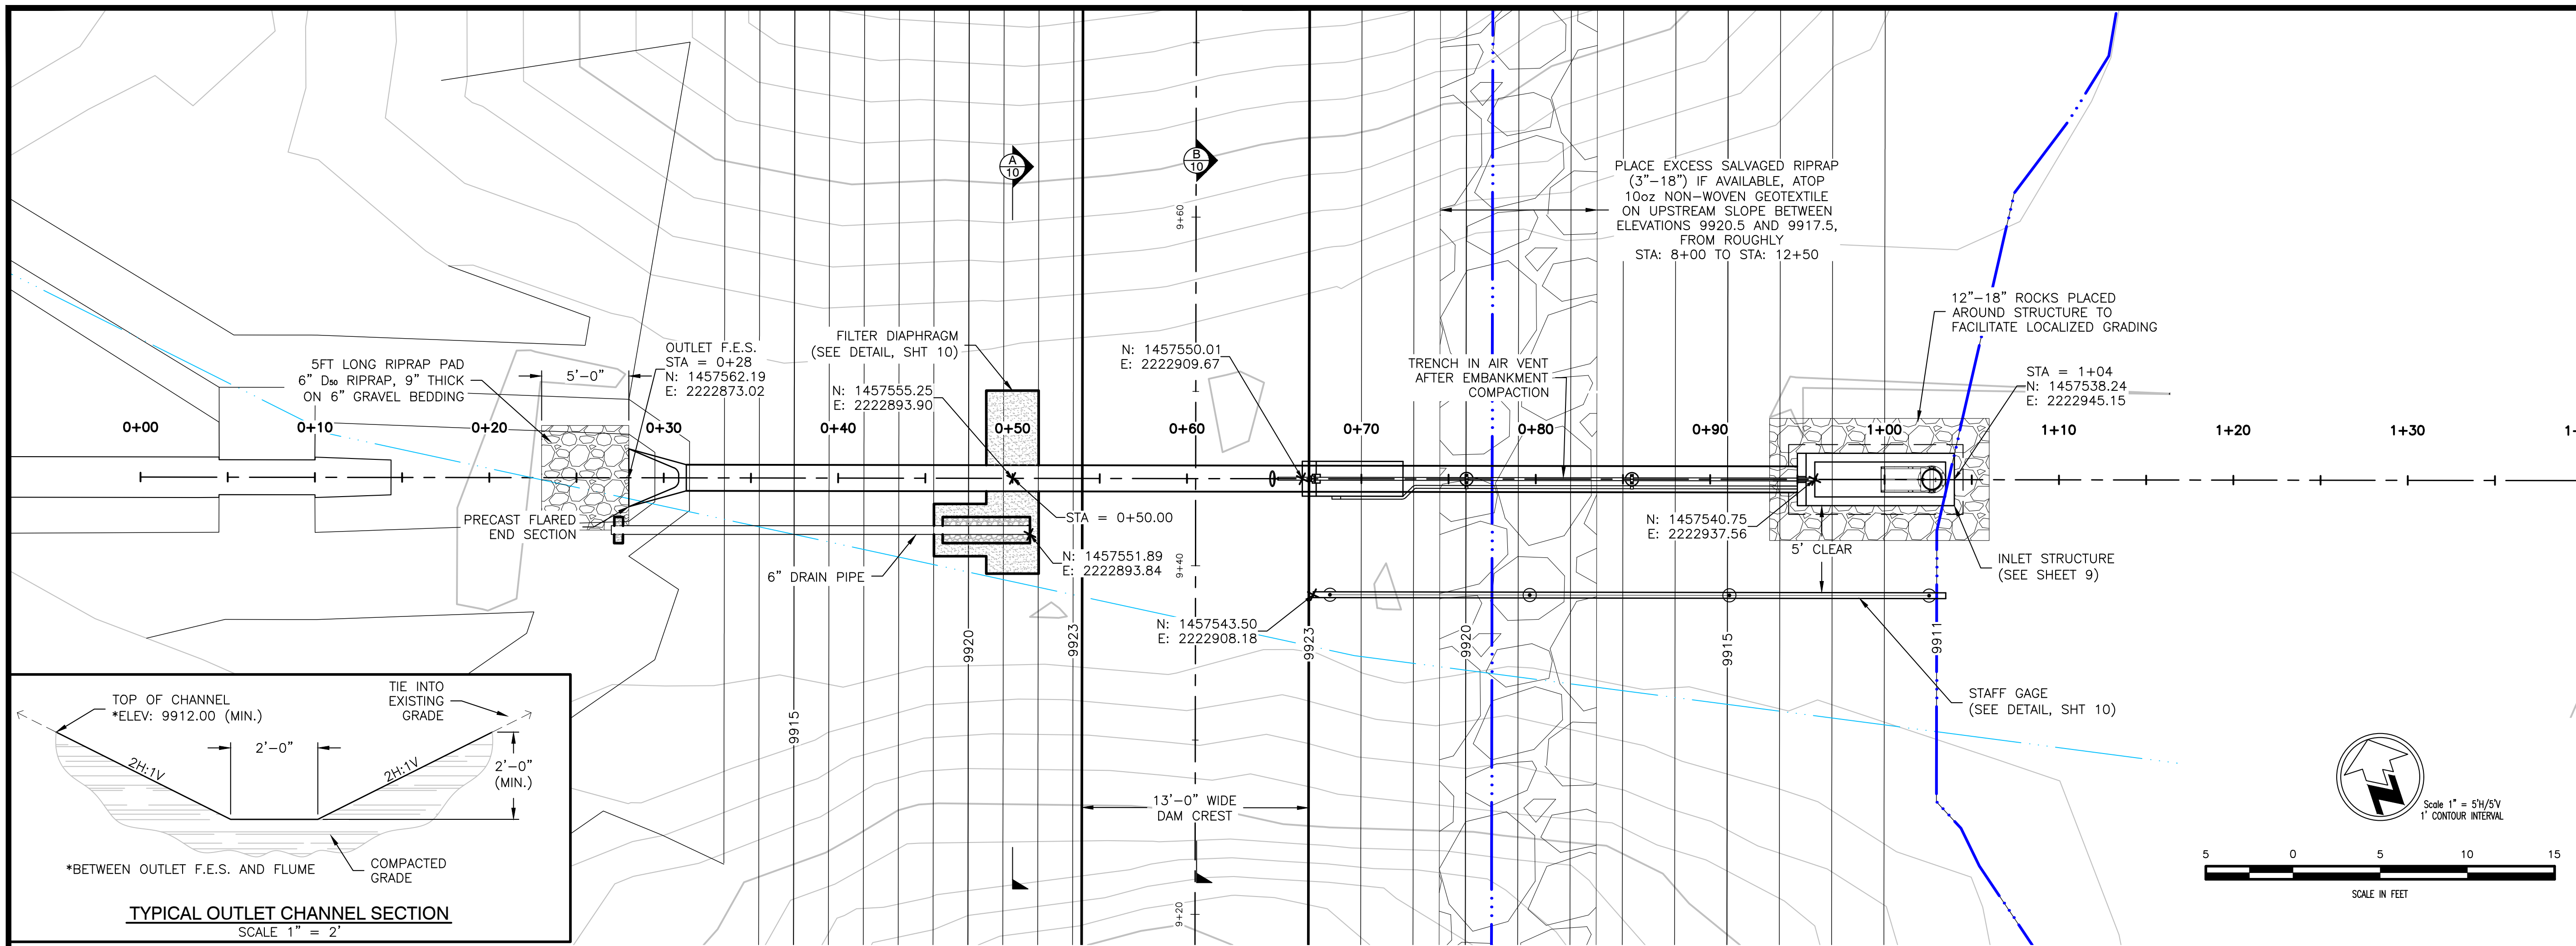 A
10
B
10
9+60
PLACE EXCESS SALVAGED RIPRAP
(3"-18") IF AVAILABLE, ATOP
10oz NON-WOVEN GEOTEXTILE
ON UPSTREAM SLOPE BETWEEN
ELEVATIONS 9920.5 AND 9917.5,
FROM ROUGHLY
STA: 8+00 TO STA: 12+50
12"-18" ROCKS PLACED
AROUND STRUCTURE TO
FACILITATE LOCALIZED GRADING
5FT LONG RIPRAP PAD
6" D50 RIPRAP, 9" THICK
ON 6" GRAVEL BEDDING
5'-0"
OUTLET F.E.S.
STA = 0+28
N: 1457562.19
E: 2222873.02
FILTER DIAPHRAGM
(SEE DETAIL, SHT 10)
N: 1457555.25
E: 2222893.90
N: 1457550.01
E: 2222909.67
TRENCH IN AIR VENT
AFTER EMBANKMENT
COMPACTION
STA = 1+04
N: 1457538.24
E: 2222945.15
0+00
0+10
0+20
0+30
0+40
0+50
0+60
0+70
0+80
0+90
1+00
1+10
1+20
1+30
PRECAST FLARED
END SECTION
STA = 0+50.00
N: 1457551.89
E: 2222893.84
6" DRAIN PIPE
9+40
N: 1457540.75
E: 2222937.56
5' CLEAR
INLET STRUCTURE
(SEE SHEET 9)
N: 1457543.50
E: 2222908.18
9915
9920
9923
9923
9920
9915
9911
STAFF GAGE
(SEE DETAIL, SHT 10)
13'-0" WIDE
DAM CREST
9+20
TOP OF CHANNEL
*ELEV: 9912.00 (MIN.)
TIE INTO
EXISTING
GRADE
2'-0"
2H:1V
2H:1V
2'-0"
(MIN.)
COMPACTED
GRADE
*BETWEEN OUTLET F.E.S. AND FLUME
TYPICAL OUTLET CHANNEL SECTION
SCALE 1" = 2'
N
Scale 1" = 5'H/5'V
1' CONTOUR INTERVAL
5 0 5 10 15
SCALE IN FEET